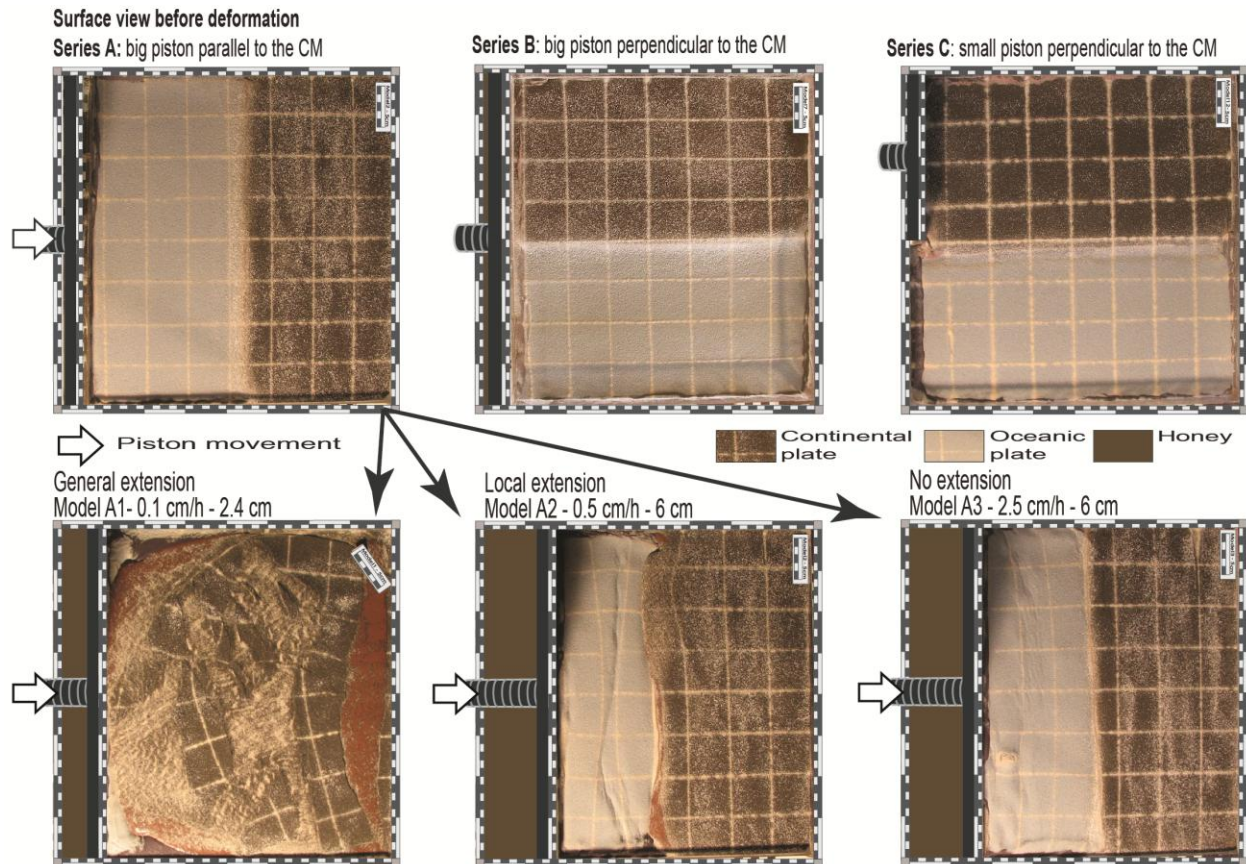 Surface view before deformation
Series A: big piston parallel to the CM
Series B: big piston perpendicular to the CM
Series C: small piston perpendicular to the CM
Piston movement
Continental plate
Oceanic plate
Honey
General extension
Model A1- 0.1 cm/h - 2.4 cm
Local extension
Model A2 - 0.5 cm/h - 6 cm
No extension
Model A3 - 2.5 cm/h - 6 cm